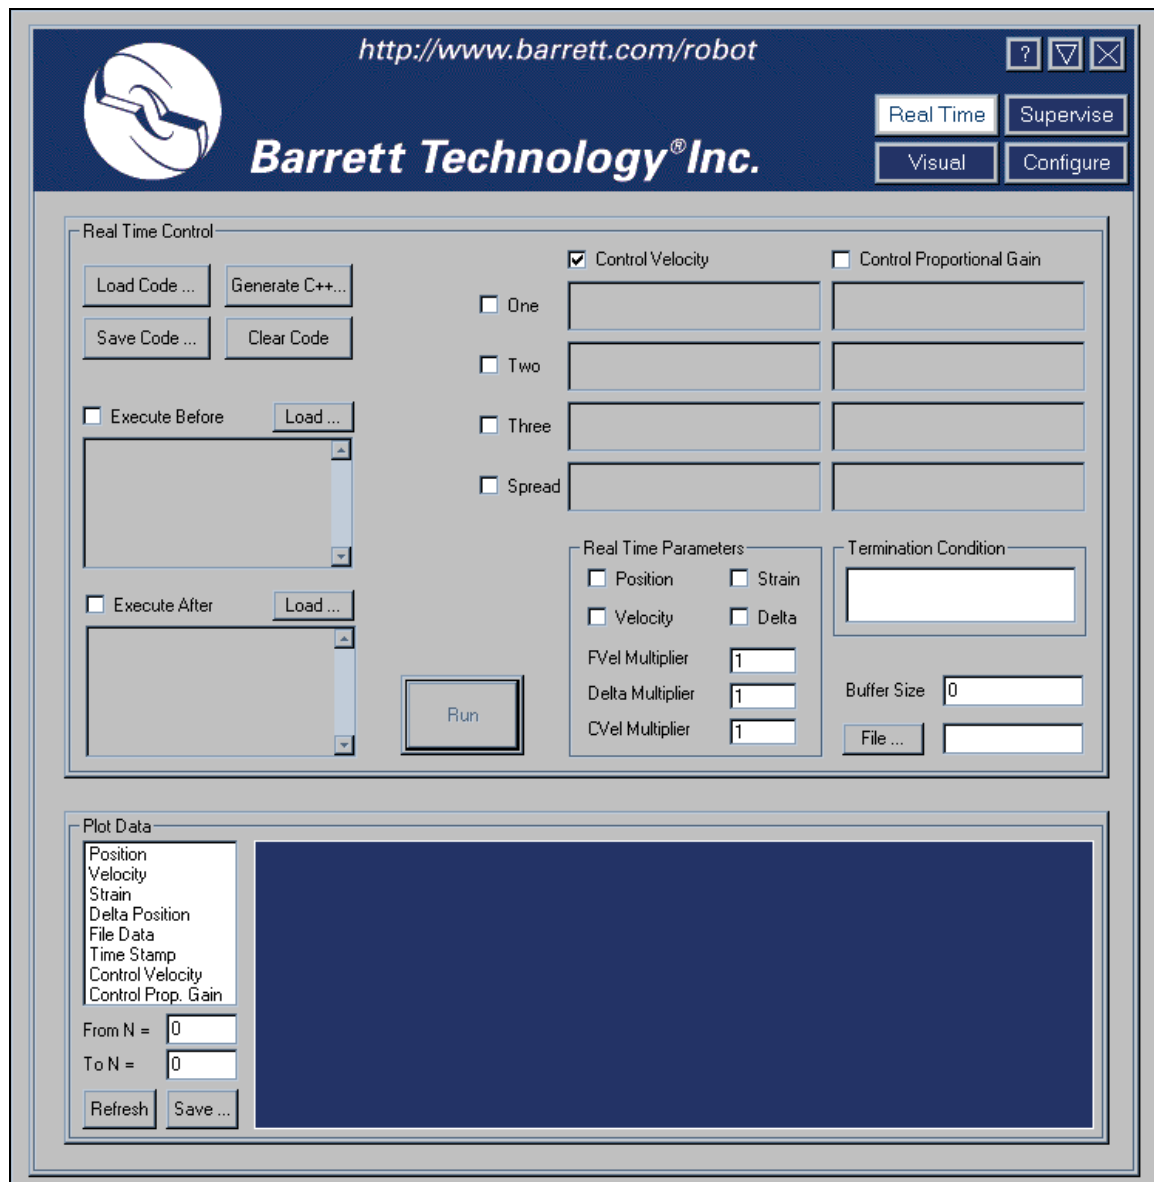 http://www.barrett.com/robot
?
Barrett Technology®Inc.
Real Time Supervise
Visual Configure
Real Time Control
Load Code ... Generate C++...
Save Code ... Clear Code
Control Velocity Control Proportional Gain
One
Two
Three
Spread
Execute Before Load ...
Execute After Load ...
Run
Real Time Parameters
Position Strain
Velocity Delta
FVel Multiplier 1
Delta Multiplier 1
CVel Multiplier 1
Termination Condition
Buffer Size 0
File ...
Plot Data
Position
Velocity
Strain
Delta Position
File Data
Time Stamp
Control Velocity
Control Prop. Gain
From N = 0
To N = 0
Refresh Save ...